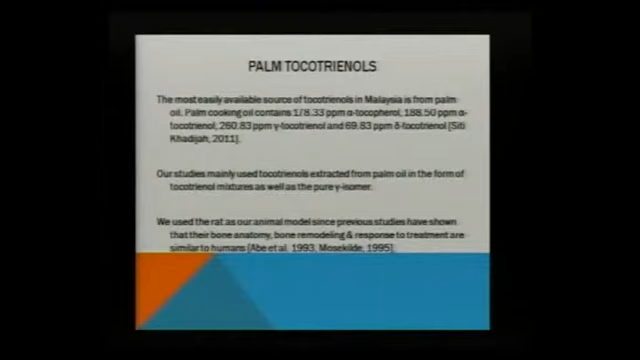 PALM TOCOTRIENOLS
The most easily available source of tocotrienols in Malaysia is from palm
oil. Palm cooking oil contains 178.33 ppm α-tocopherol, 188.50 ppm α-
tocotrienol, 260.83 ppm γ-tocotrienol and 69.83 ppm δ-tocotrienol [Siti
Khadijah, 2011].
Our studies mainly used tocotrienols extracted from palm oil in the form of
tocotrienol mixtures as well as the pure γ-isomer.
We used the rat as our animal model since previous studies have shown
that their bone anatomy, bone remodeling & response to treatment are
similar to humans [Abe et al. 1993, Mosekilde, 1995].